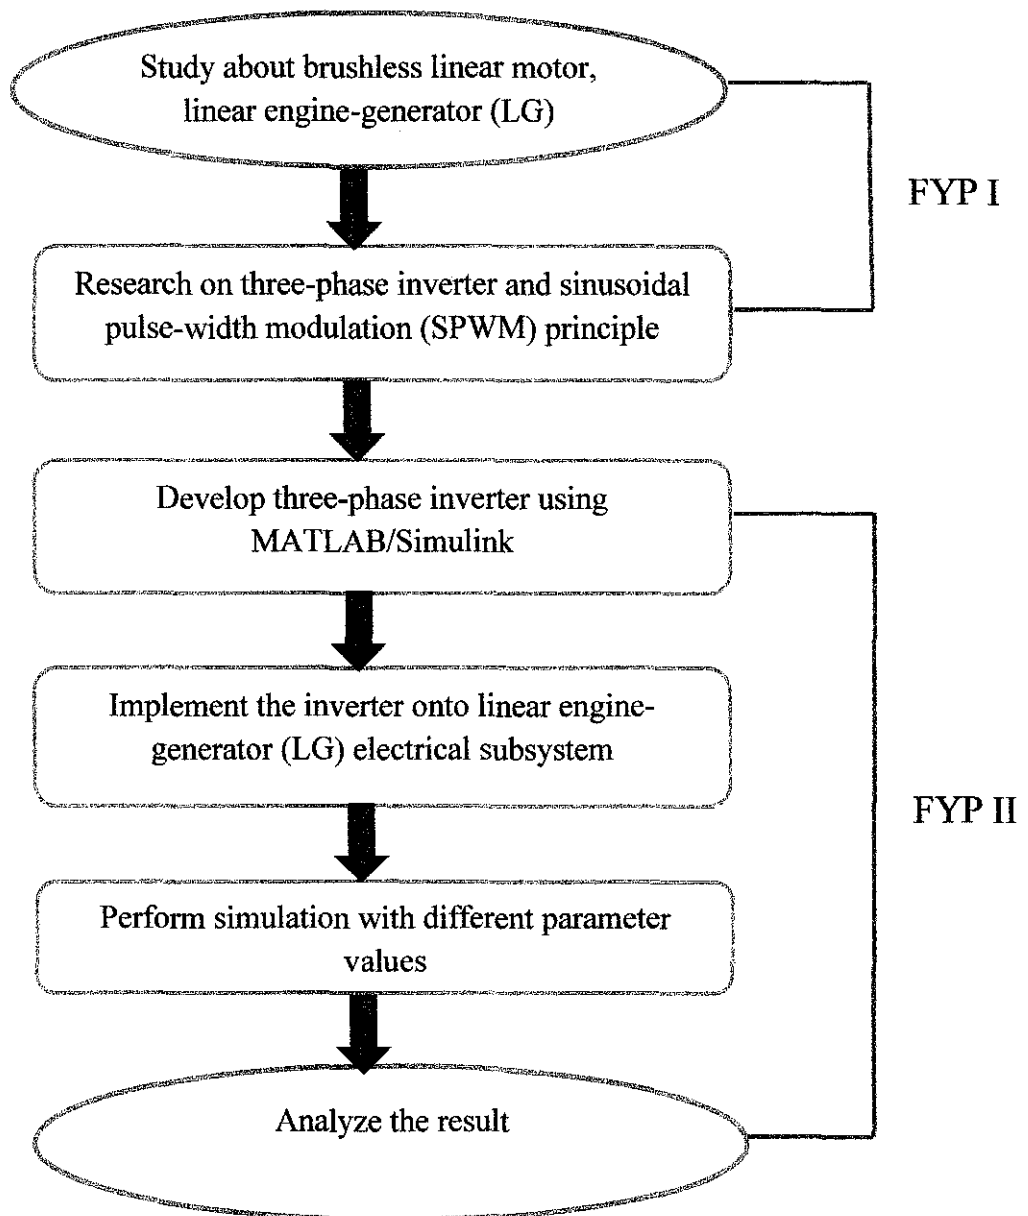 Study about brushless linear motor,
linear engine-generator (LG)
FYP I
Research on three-phase inverter and sinusoidal
pulse-width modulation (SPWM) principle
Develop three-phase inverter using
MATLAB/Simulink
Implement the inverter onto linear engine-
generator (LG) electrical subsystem
FYP II
Perform simulation with different parameter
values
Analyze the result